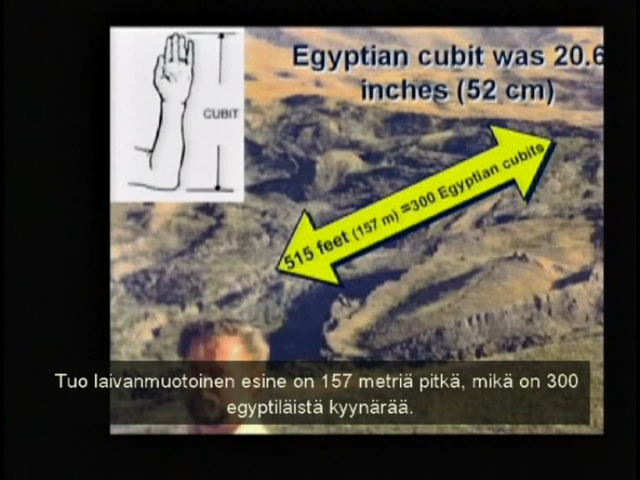 Egyptian cubit was 20.6
inches (52 cm)
CUBIT
515 feet (157 m) =300 Egyptian cubits
Tuo laivanmuotoinen esine on 157 metriä pitkä, mikä on 300
egyptiläistä kyynärää.